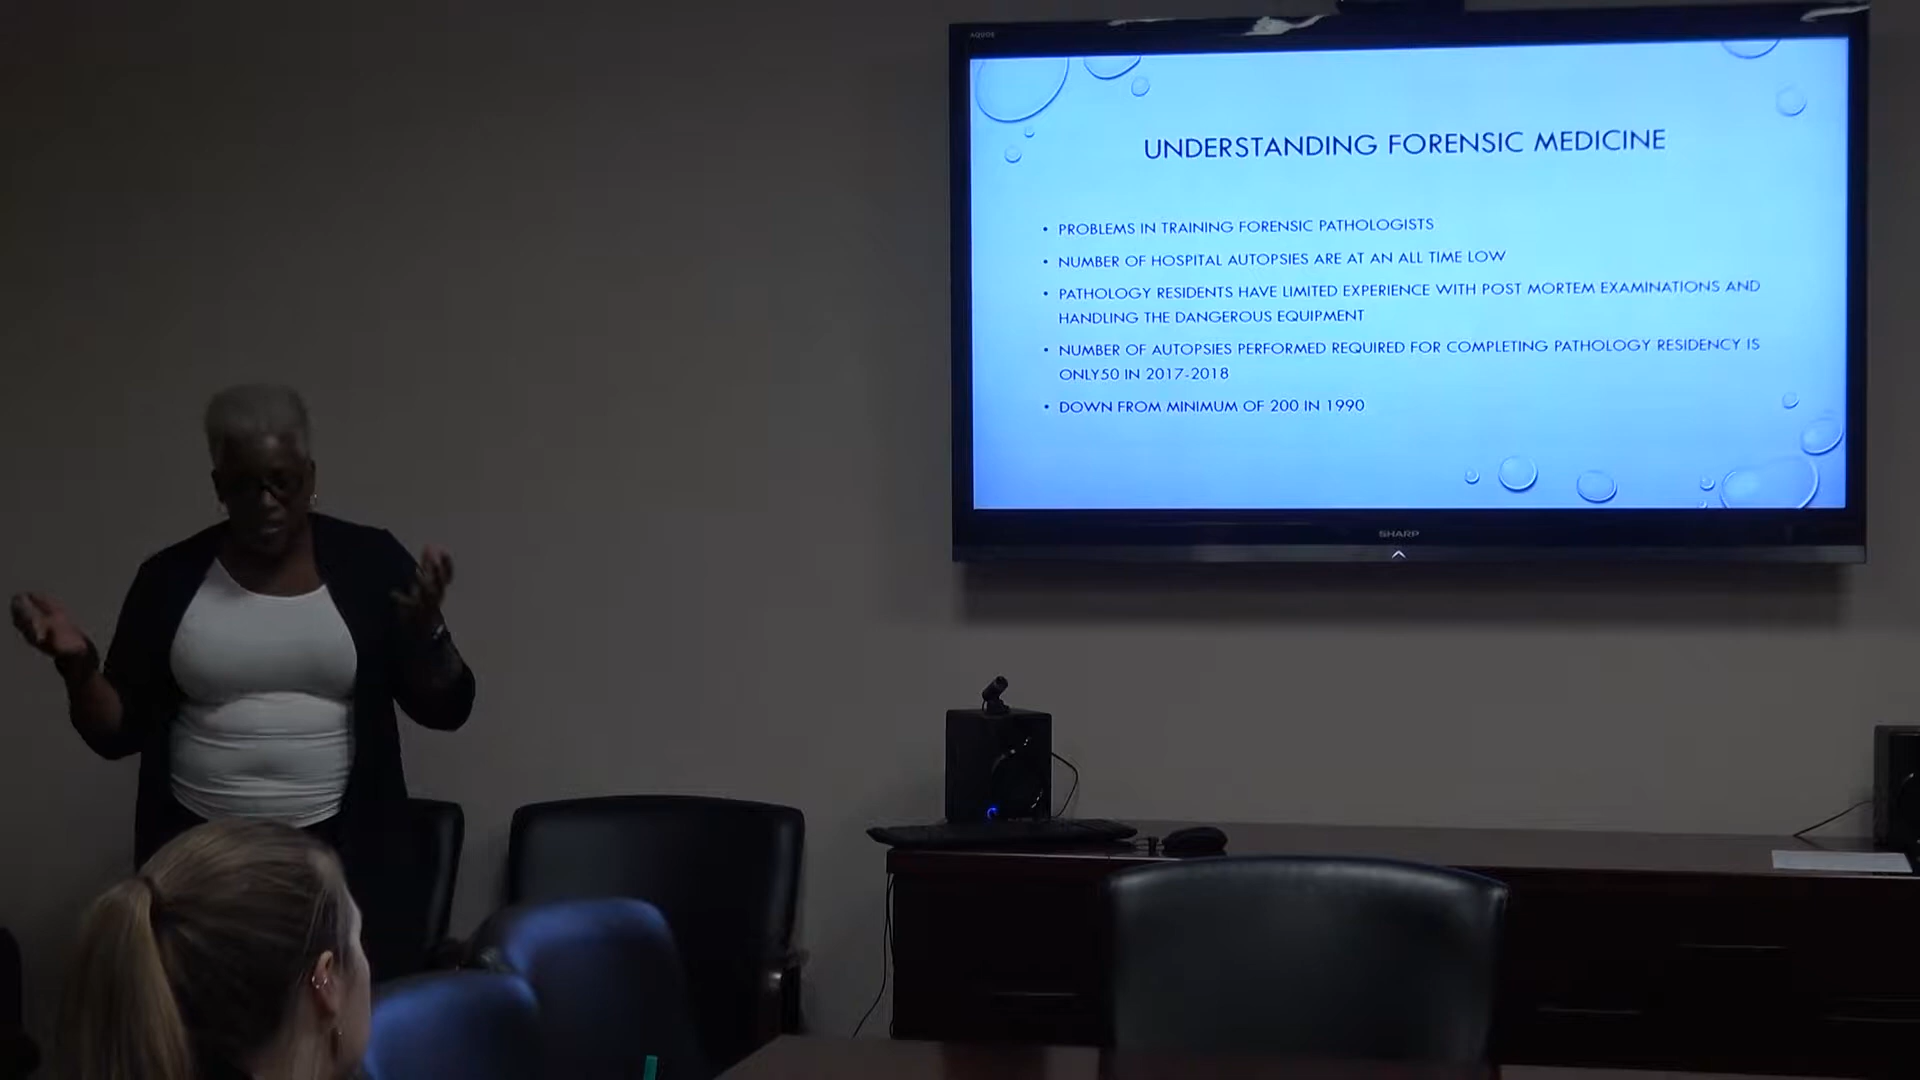 AQUOS
UNDERSTANDING FORENSIC MEDICINE
• PROBLEMS IN TRAINING FORENSIC PATHOLOGISTS
• NUMBER OF HOSPITAL AUTOPSIES ARE AT AN ALL TIME LOW
• PATHOLOGY RESIDENTS HAVE LIMITED EXPERIENCE WITH POST MORTEM EXAMINATIONS AND
HANDLING THE DANGEROUS EQUIPMENT
• NUMBER OF AUTOPSIES PERFORMED REQUIRED FOR COMPLETING PATHOLOGY RESIDENCY IS
ONLY50 IN 2017-2018
• DOWN FROM MINIMUM OF 200 IN 1990
SHARP